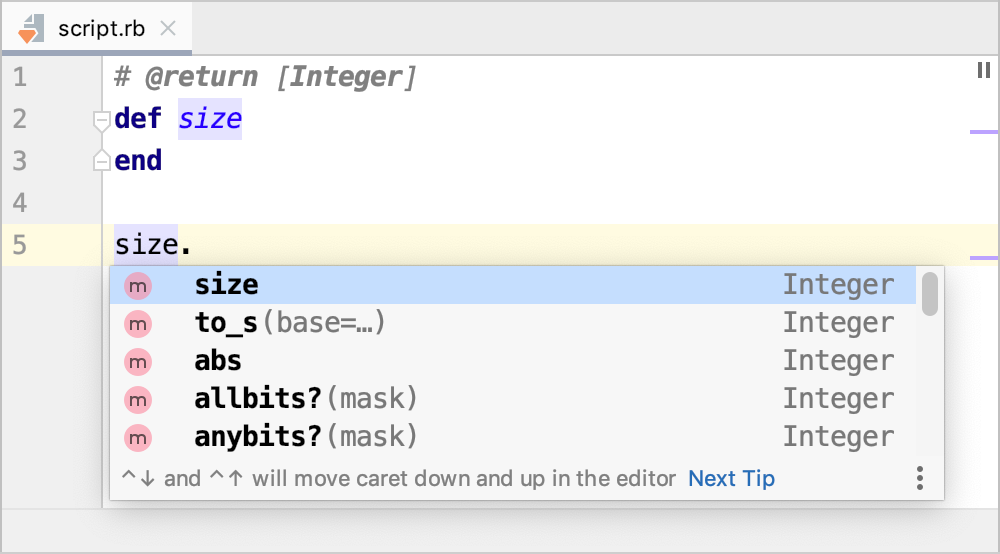 script.rb
1 # @return [Integer]
2 def size
3 end
4
5 size.
m size Integer
m to_s(base=…) Integer
m abs Integer
m allbits?(mask) Integer
m anybits?(mask) Integer
^↓ and ^↑ will move caret down and up in the editor Next Tip